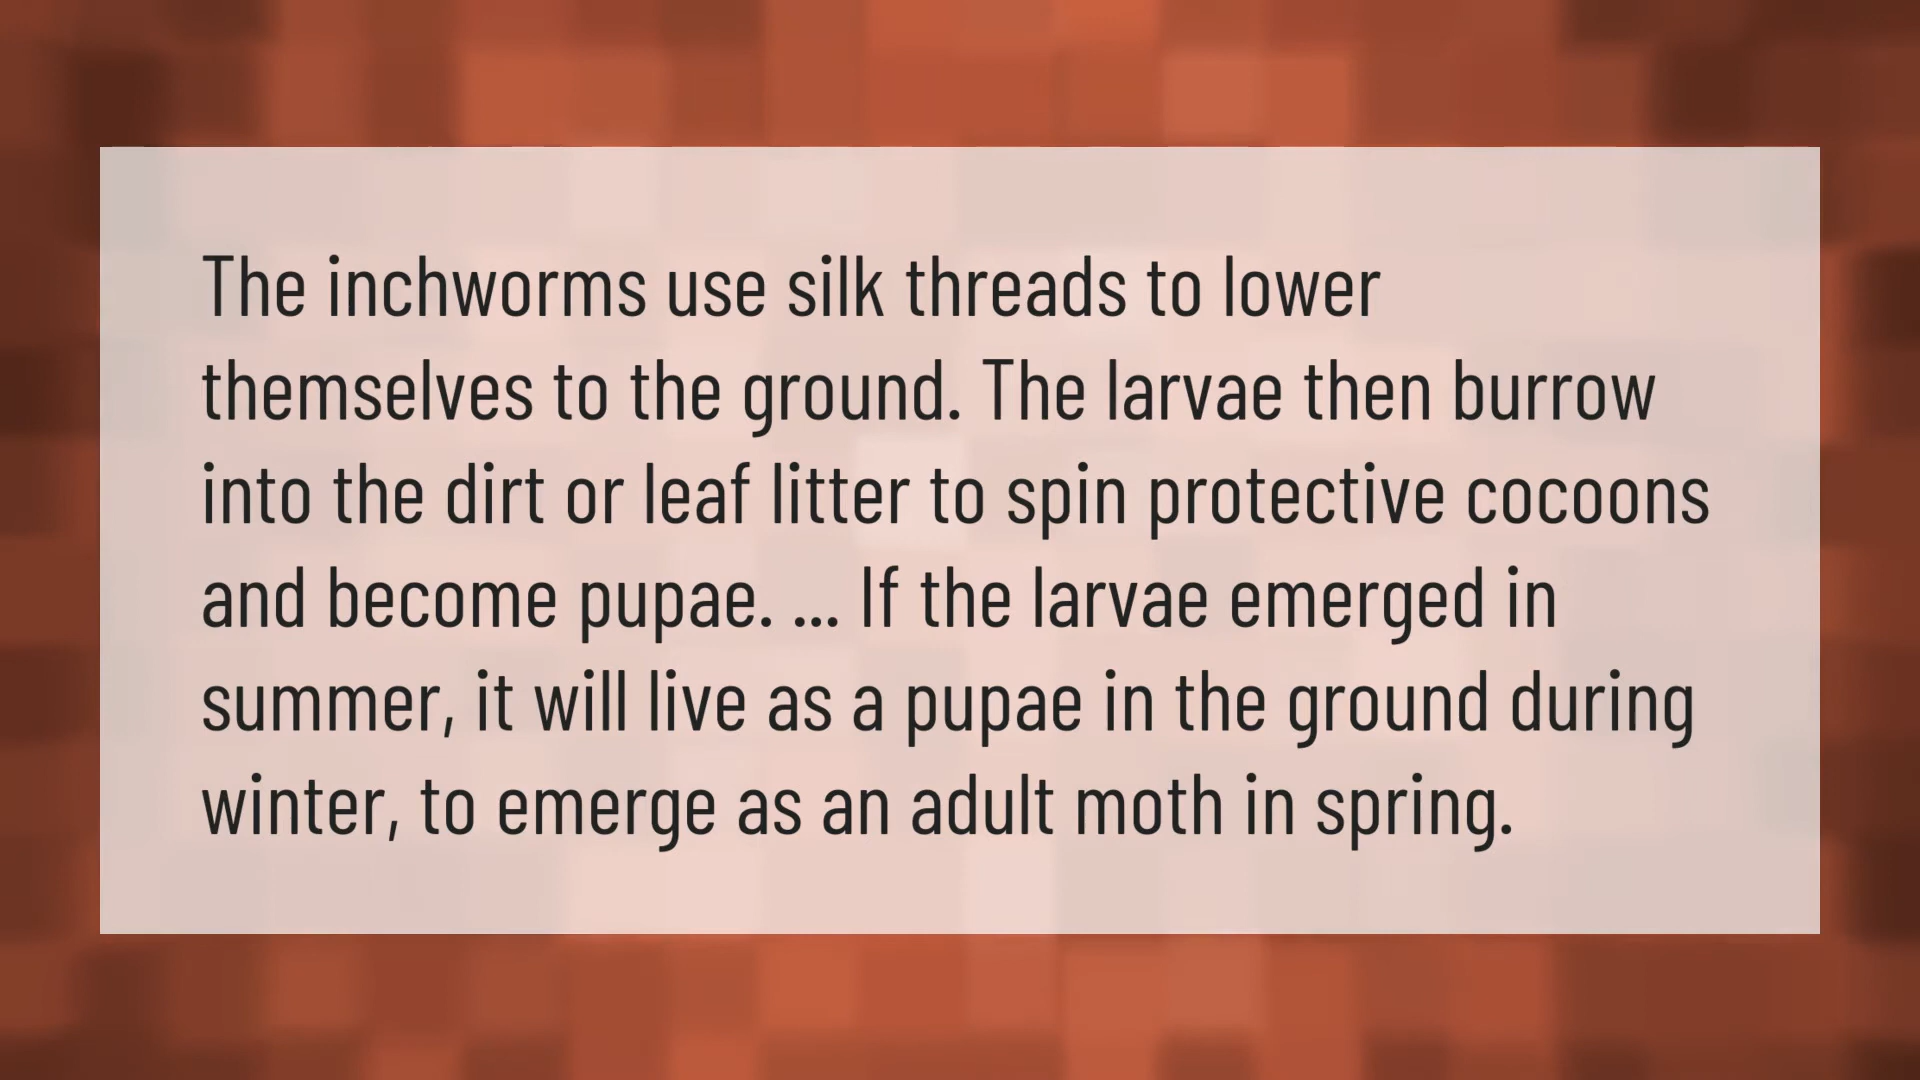 The inchworms use silk threads to lower
themselves to the ground. The larvae then burrow
into the dirt or leaf litter to spin protective cocoons
and become pupae. ... If the larvae emerged in
summer, it will live as a pupae in the ground during
winter, to emerge as an adult moth in spring.